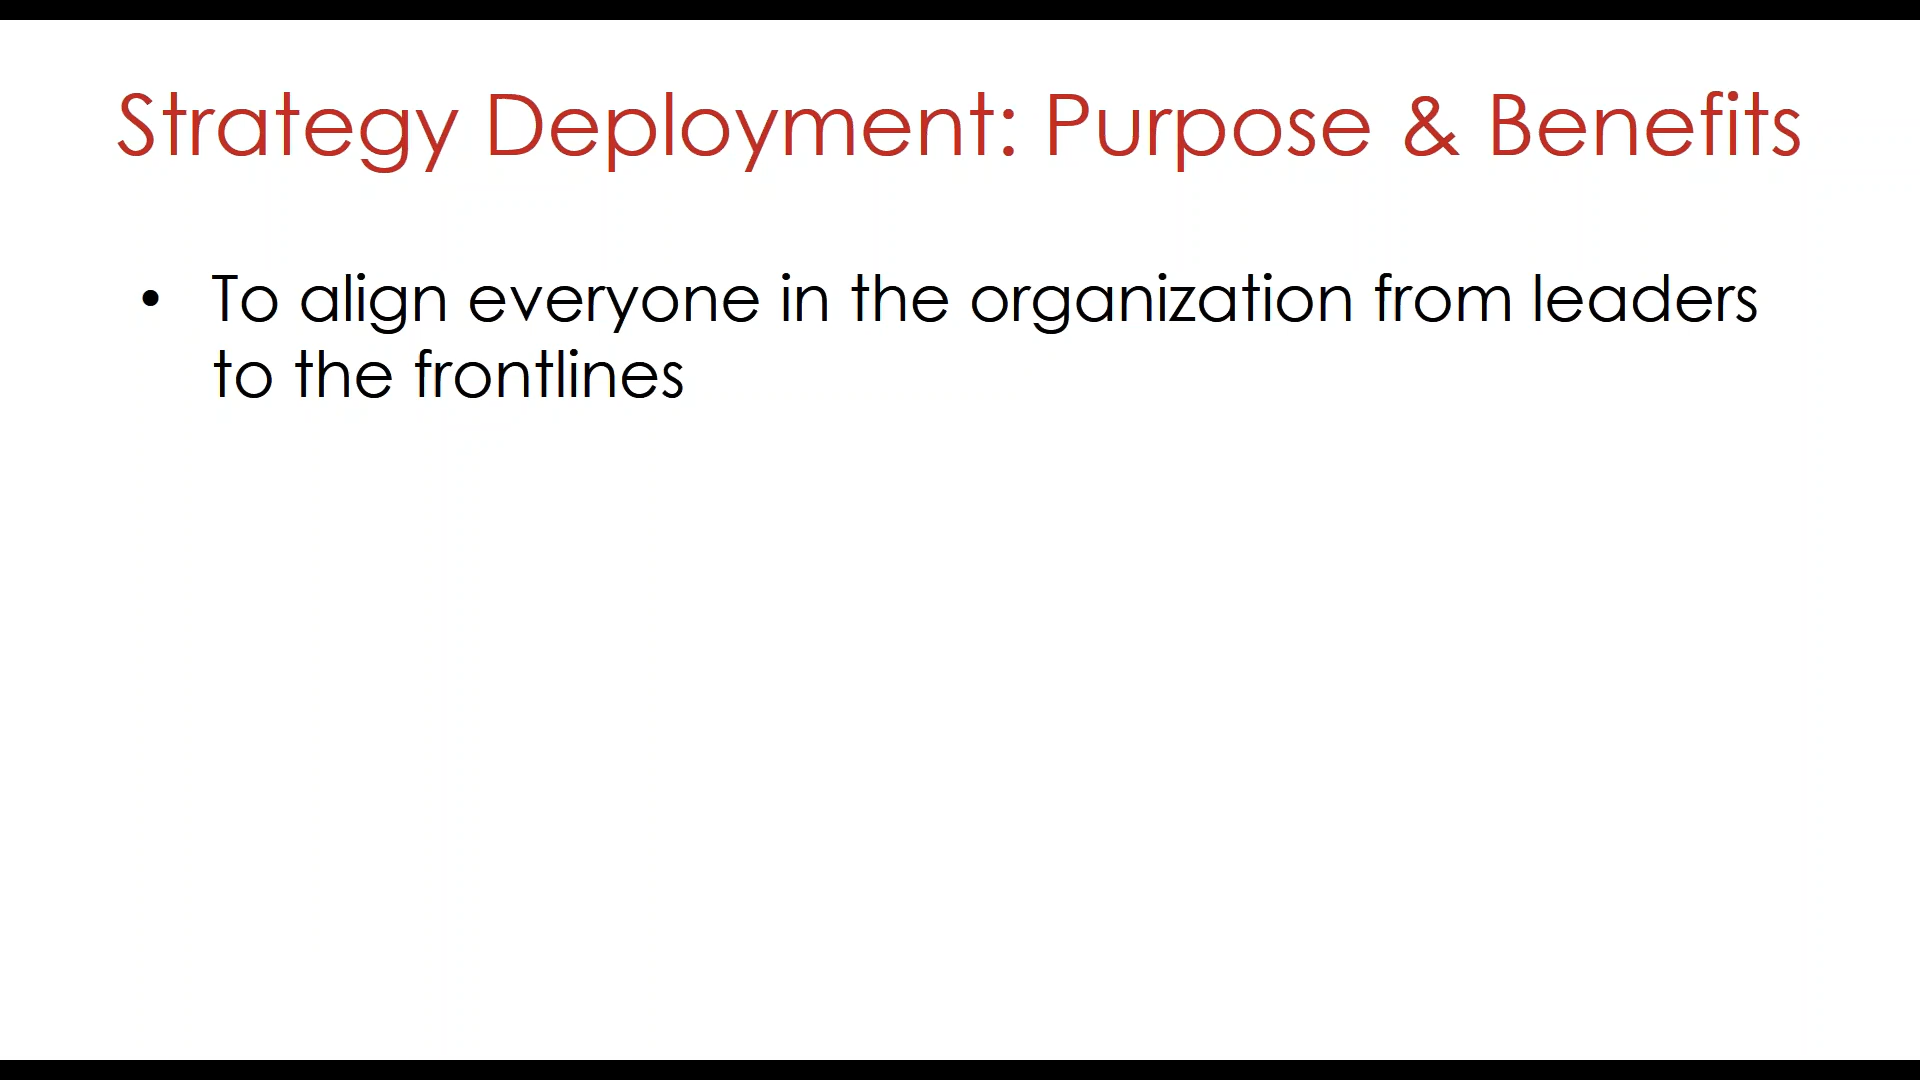 Strategy Deployment: Purpose & Benefits
• To align everyone in the organization from leaders
to the frontlines